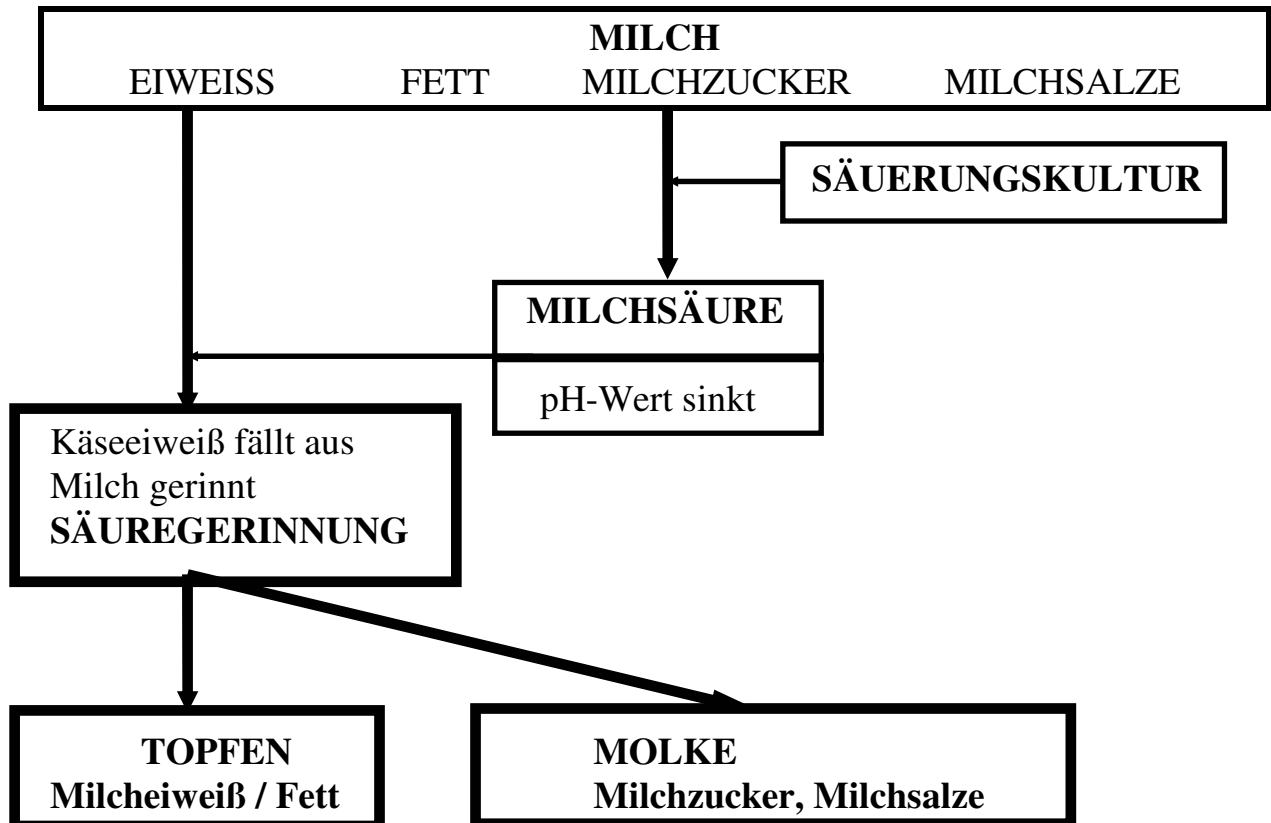 MILCH
EIWEISS FETT MILCHZUCKER MILCHSALZE
SÄUERUNGSKULTUR
MILCHSÄURE
pH-Wert sinkt
Käseeiweiß fällt aus
Milch gerinnt
SÄUREGERINNUNG
TOPFEN
Milcheiweiß / Fett
MOLKE
Milchzucker, Milchsalze